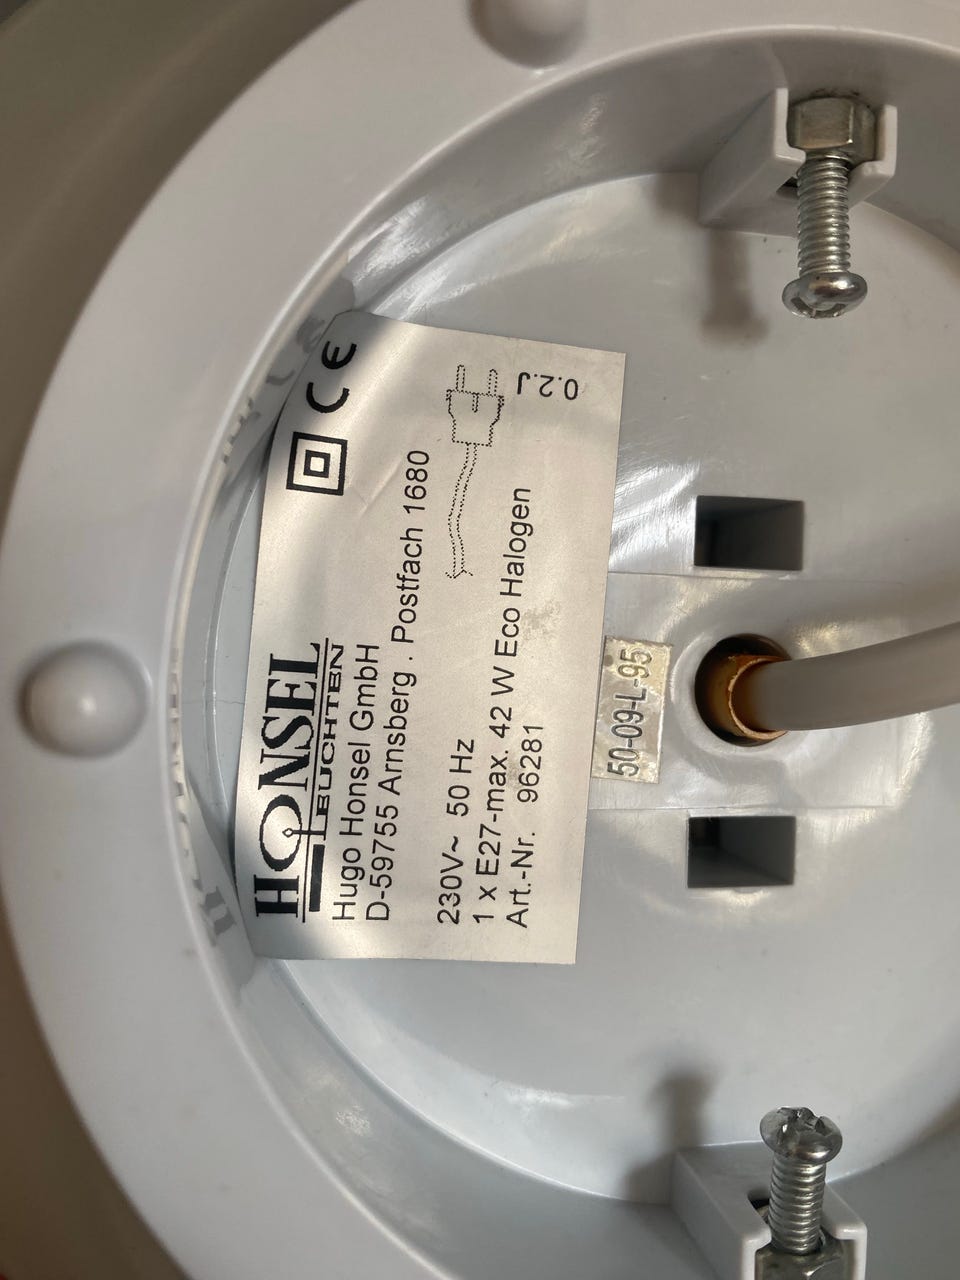 HONSEL
LEUCHTEN
CE
Hugo Honsel GmbH
D-59755 Arnsberg . Postfach 1680
230V~ 50 Hz
1 x E27-max. 42 W Eco Halogen
Art.-Nr. 96281
0.2.J
50-09-L-95